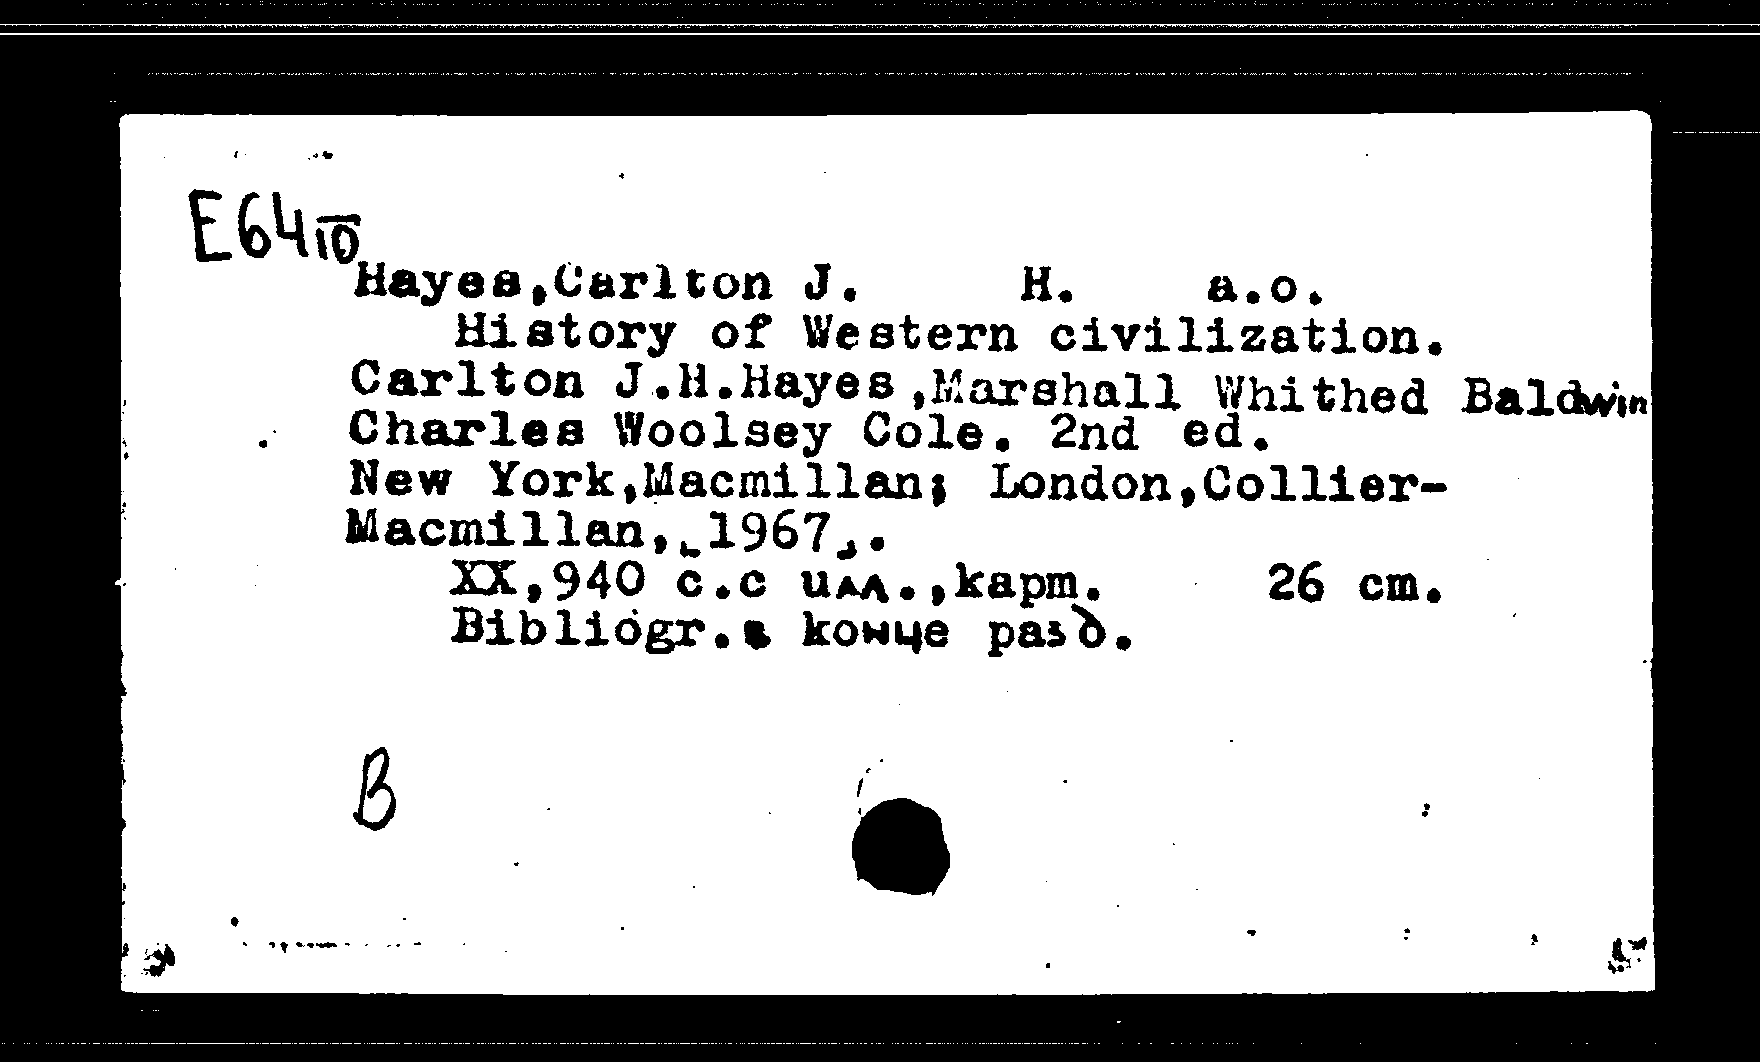 E64 10
Hayes,Carlton J. H. a.o.
History of Western civilization.
Carlton J.H.Hayes,Marshall Whithed Baldwin
Charles Woolsey Cole. 2nd ed.
New York,Macmillan; London,Collier-
Macmillan,[1967].
XX,940 с.с илл.,карт. 26 cm.
Bibliogr.в конце разд.
B